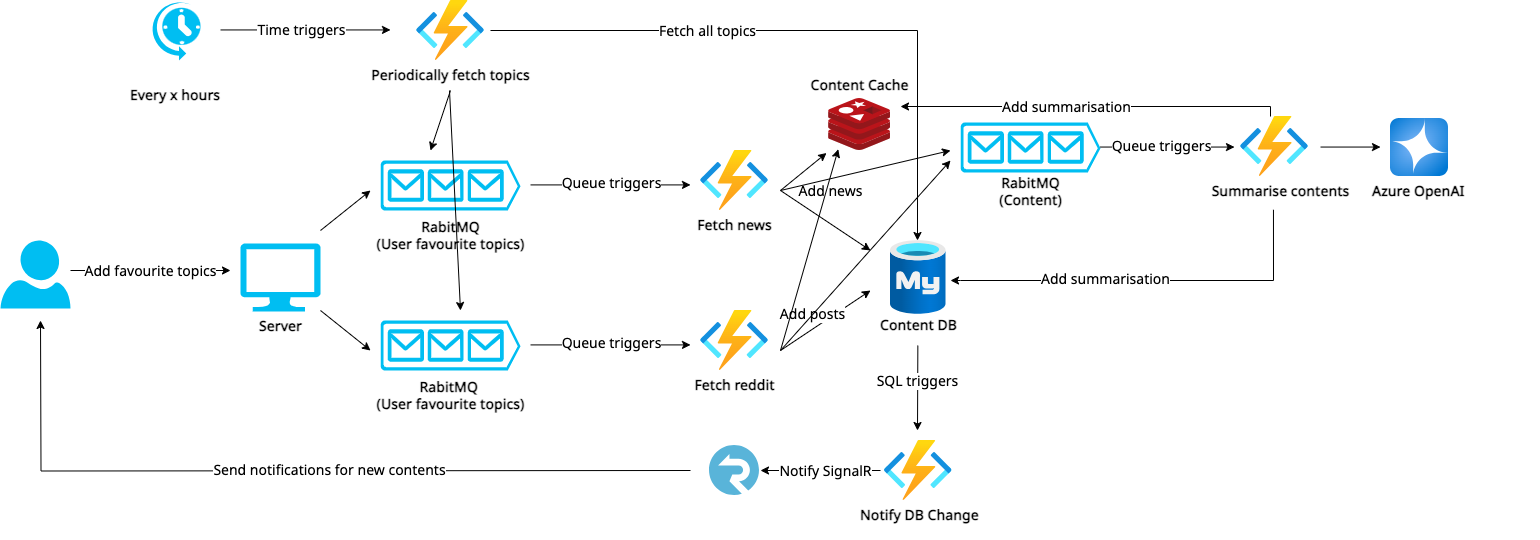 Time triggers
Fetch all topics
Periodically fetch topics
Every x hours
Content Cache
Add summarisation
Queue triggers
RabitMQ
(Content)
Summarise contents
Azure OpenAI
Queue triggers
Add news
Fetch news
RabitMQ
(User favourite topics)
Add favourite topics
Server
My
Add summarisation
Content DB
Add posts
Queue triggers
Fetch reddit
RabitMQ
(User favourite topics)
SQL triggers
Send notifications for new contents
Notify SignalR
Notify DB Change